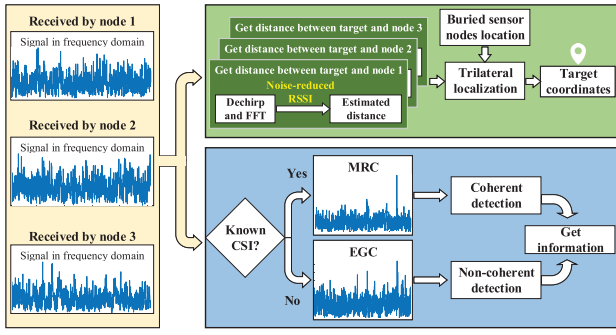 Received by node 1
Signal in frequency domain
Received by node 2
Signal in frequency domain
Received by node 3
Signal in frequency domain
Get distance between target and node 3
Get distance between target and node 2
Get distance between target and node 1
Noise-reduced
RSSI
Dechirp
and FFT
Estimated
distance
Buried sensor
nodes location
Trilateral
localization
Target
coordinates
Known
CSI?
Yes
No
MRC
EGC
Coherent
detection
Non-coherent
detection
Get
information